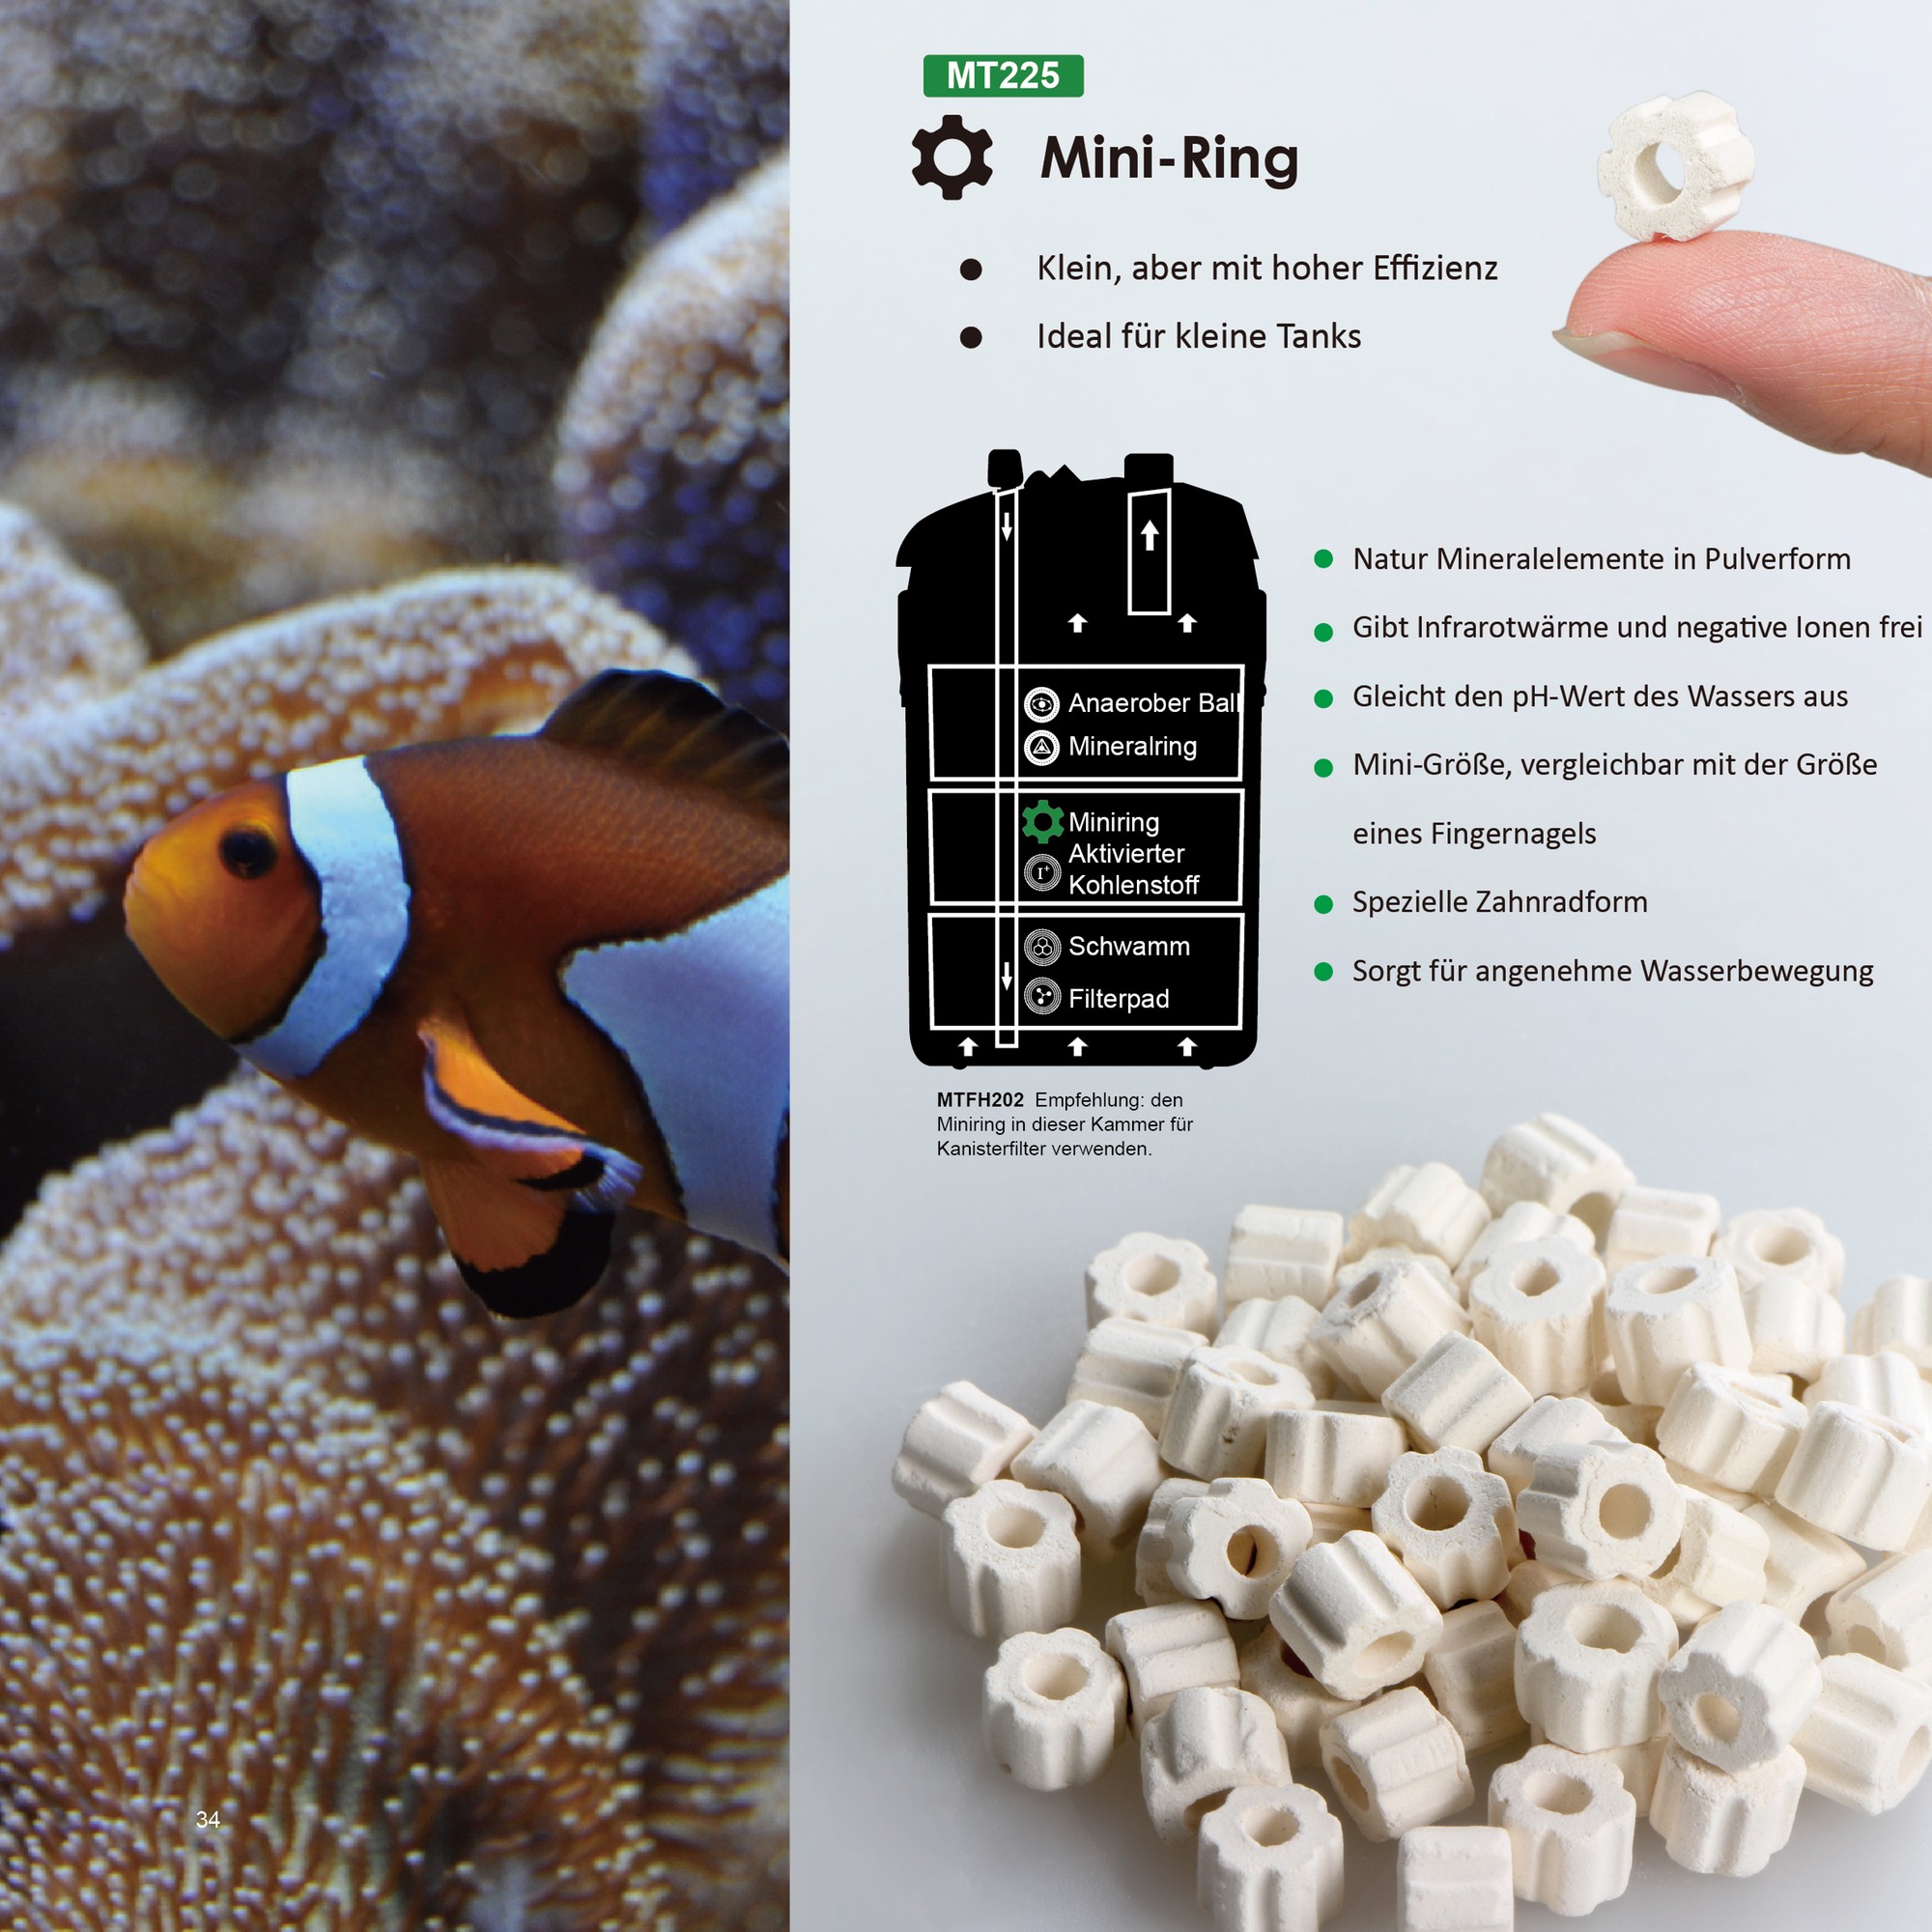 MT225
Mini-Ring
Klein, aber mit hoher Effizienz
Ideal für kleine Tanks
Anaerober Ball
Mineralring
Miniring
Aktivierter
Kohlenstoff
Schwamm
Filterpad
MTFH202 Empfehlung: den
Miniring in dieser Kammer für
Kanisterfilter verwenden.
Natur Mineralelemente in Pulverform
Gibt Infrarotwärme und negative Ionen frei
Gleicht den pH-Wert des Wassers aus
Mini-Größe, vergleichbar mit der Größe
eines Fingernagels
Spezielle Zahnradform
Sorgt für angenehme Wasserbewegung
34